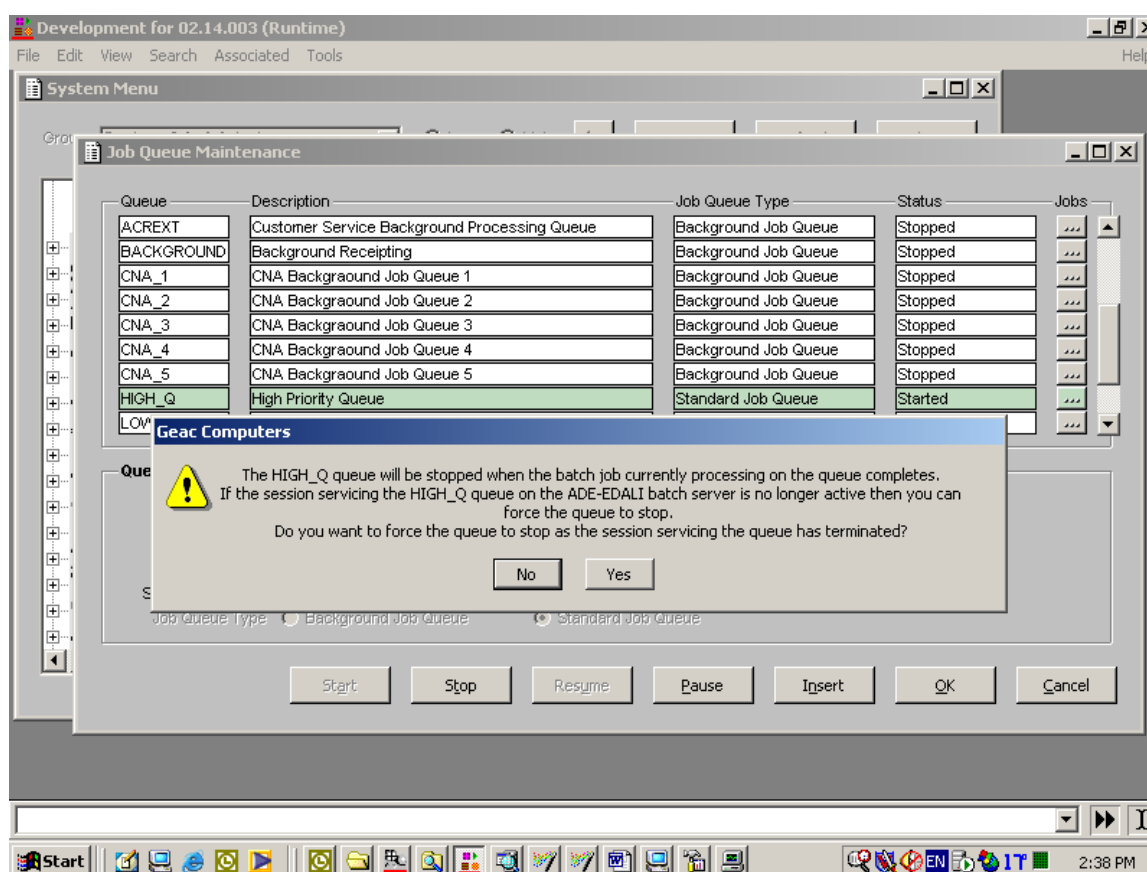 Development for 02.14.003 (Runtime)
File Edit View Search Associated Tools Help
System Menu
Job Queue Maintenance
Queue Description Job Queue Type Status Jobs
ACREXT Customer Service Background Processing Queue Background Job Queue Stopped ...
BACKGROUND Background Receipting Background Job Queue Stopped ...
CNA_1 CNA Backgraound Job Queue 1 Background Job Queue Stopped ...
CNA_2 CNA Backgraound Job Queue 2 Background Job Queue Stopped ...
CNA_3 CNA Backgraound Job Queue 3 Background Job Queue Stopped ...
CNA_4 CNA Backgraound Job Queue 4 Background Job Queue Stopped ...
CNA_5 CNA Backgraound Job Queue 5 Background Job Queue Stopped ...
HIGH_Q High Priority Queue Standard Job Queue Started ...
LOW ...
Geac Computers
Que
The HIGH_Q queue will be stopped when the batch job currently processing on the queue completes.
If the session servicing the HIGH_Q queue on the ADE-EDALI batch server is no longer active then you can
force the queue to stop.
Do you want to force the queue to stop as the session servicing the queue has terminated?
No Yes
S
Job Queue Type Background Job Queue Standard Job Queue
Start Stop Resume Pause Insert OK Cancel
Start EN 2:38 PM